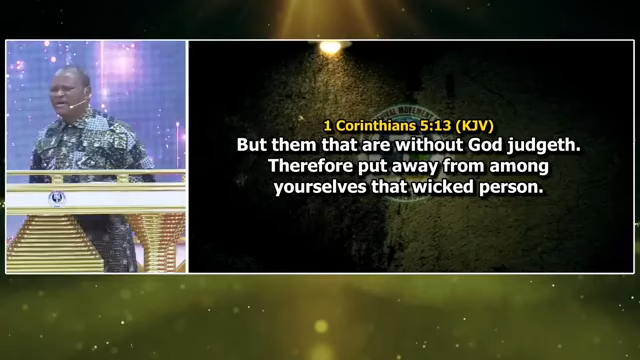 1 Corinthians 5:13 (KJV)
But them that are without God judgeth.
Therefore put away from among
yourselves that wicked person.